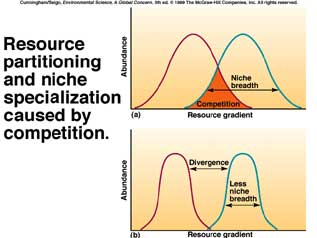 Cunningham/Saigo, Environmental Science, A Global Concern, 5th ed. © 1999 The McGraw-Hill Companies, Inc. All rights reserved.
Resource
partitioning
and niche
specialization
caused by
competition.
Abundance
Niche
breadth
Competition
(a)
Resource gradient
Abundance
Divergence
Less
niche
breadth
(b)
Resource gradient